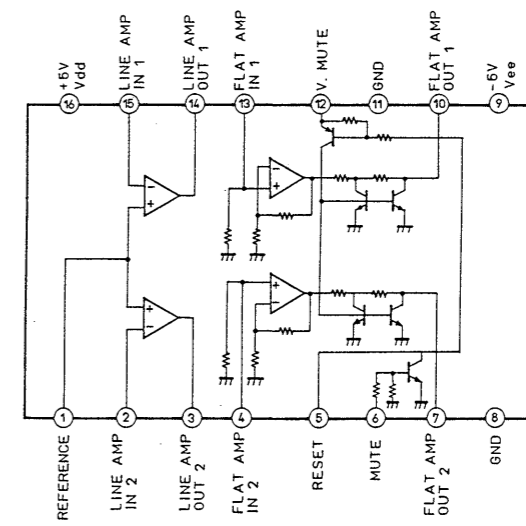 +5V
Vdd
LINE AMP
IN 1
LINE AMP
OUT 1
FLAT AMP
IN 1
V. MUTE
GND
FLAT AMP
OUT 1
-5V
Vee
16
15
14
13
12
11
10
9
-
+
-
+
+
-
+
-
1
2
3
4
5
6
7
8
REFERENCE
LINE AMP
IN 2
LINE AMP
OUT 2
FLAT AMP
IN 2
RESET
MUTE
FLAT AMP
OUT 2
GND